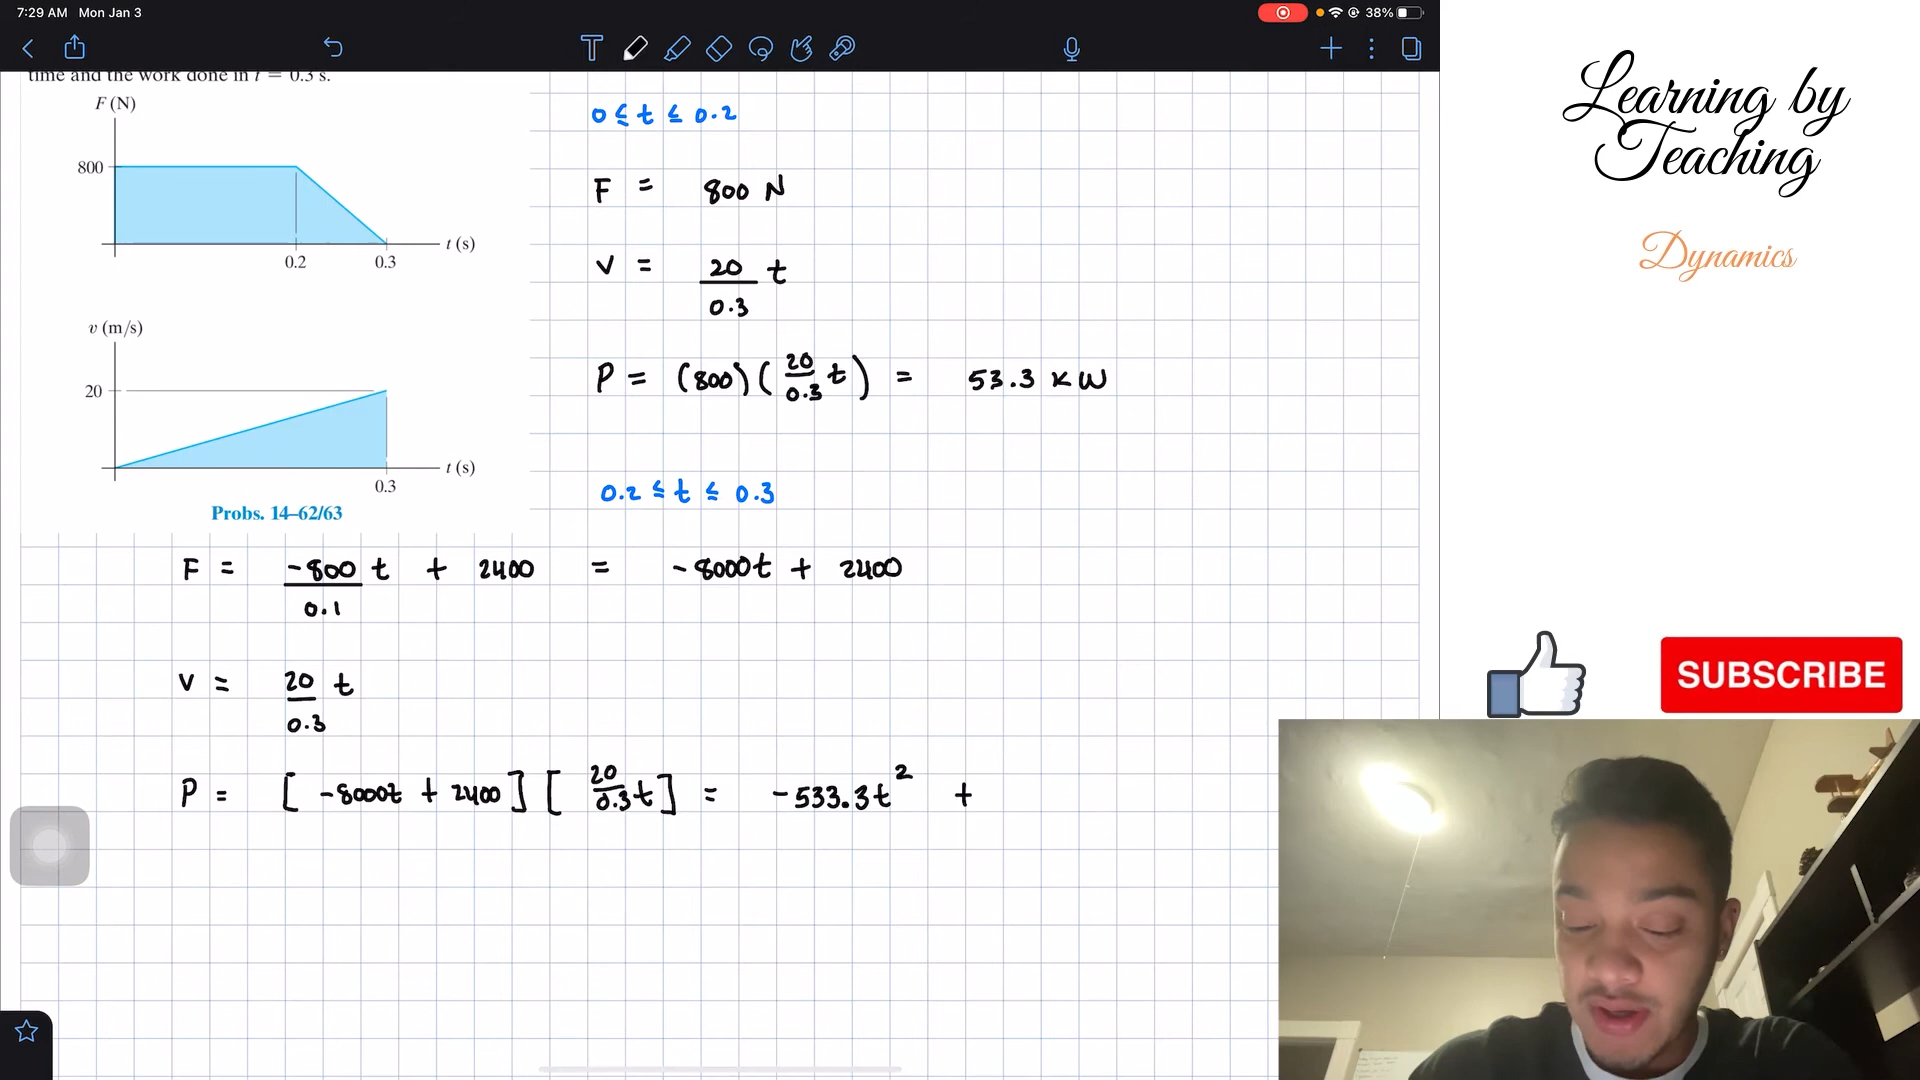 7:29 AM Mon Jan 3
38%
time and the work done in t = 0.3 s.
F (N)
800
0.2
0.3
t (s)
v (m/s)
20
0.3
t (s)
Probs. 14–62/63
0 ≤ t ≤ 0.2
F = 800 N
V = 20/0.3 t
P = (800)(20/0.3 t) = 53.3 kW
0.2 ≤ t ≤ 0.3
F = -800/0.1 t + 2400 = -8000t + 2400
V = 20/0.3 t
P = [-8000t + 2400][20/0.3 t] = -533.3t² +
Learning by
Teaching
Dynamics
SUBSCRIBE